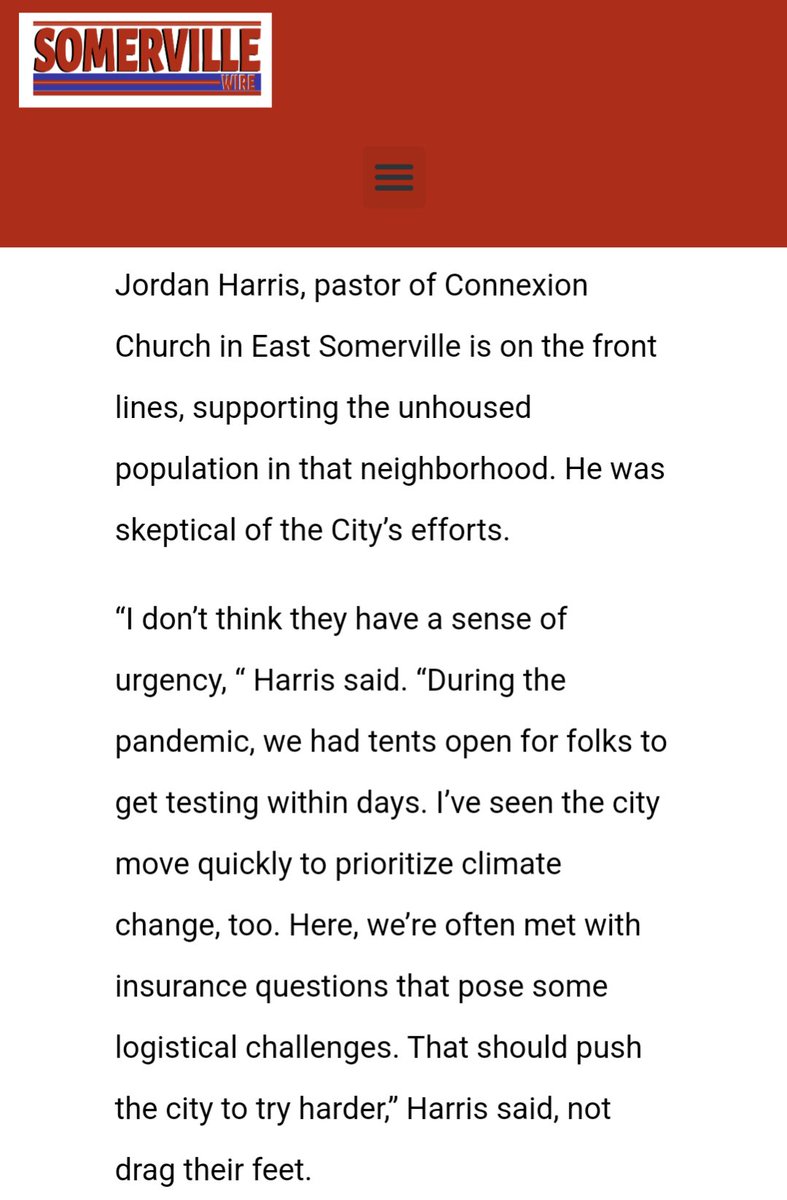 SOMERVILLE
WIRE
Jordan Harris, pastor of Connexion
Church in East Somerville is on the front
lines, supporting the unhoused
population in that neighborhood. He was
skeptical of the City’s efforts.
“I don’t think they have a sense of
urgency, “ Harris said. “During the
pandemic, we had tents open for folks to
get testing within days. I’ve seen the city
move quickly to prioritize climate
change, too. Here, we’re often met with
insurance questions that pose some
logistical challenges. That should push
the city to try harder,” Harris said, not
drag their feet.